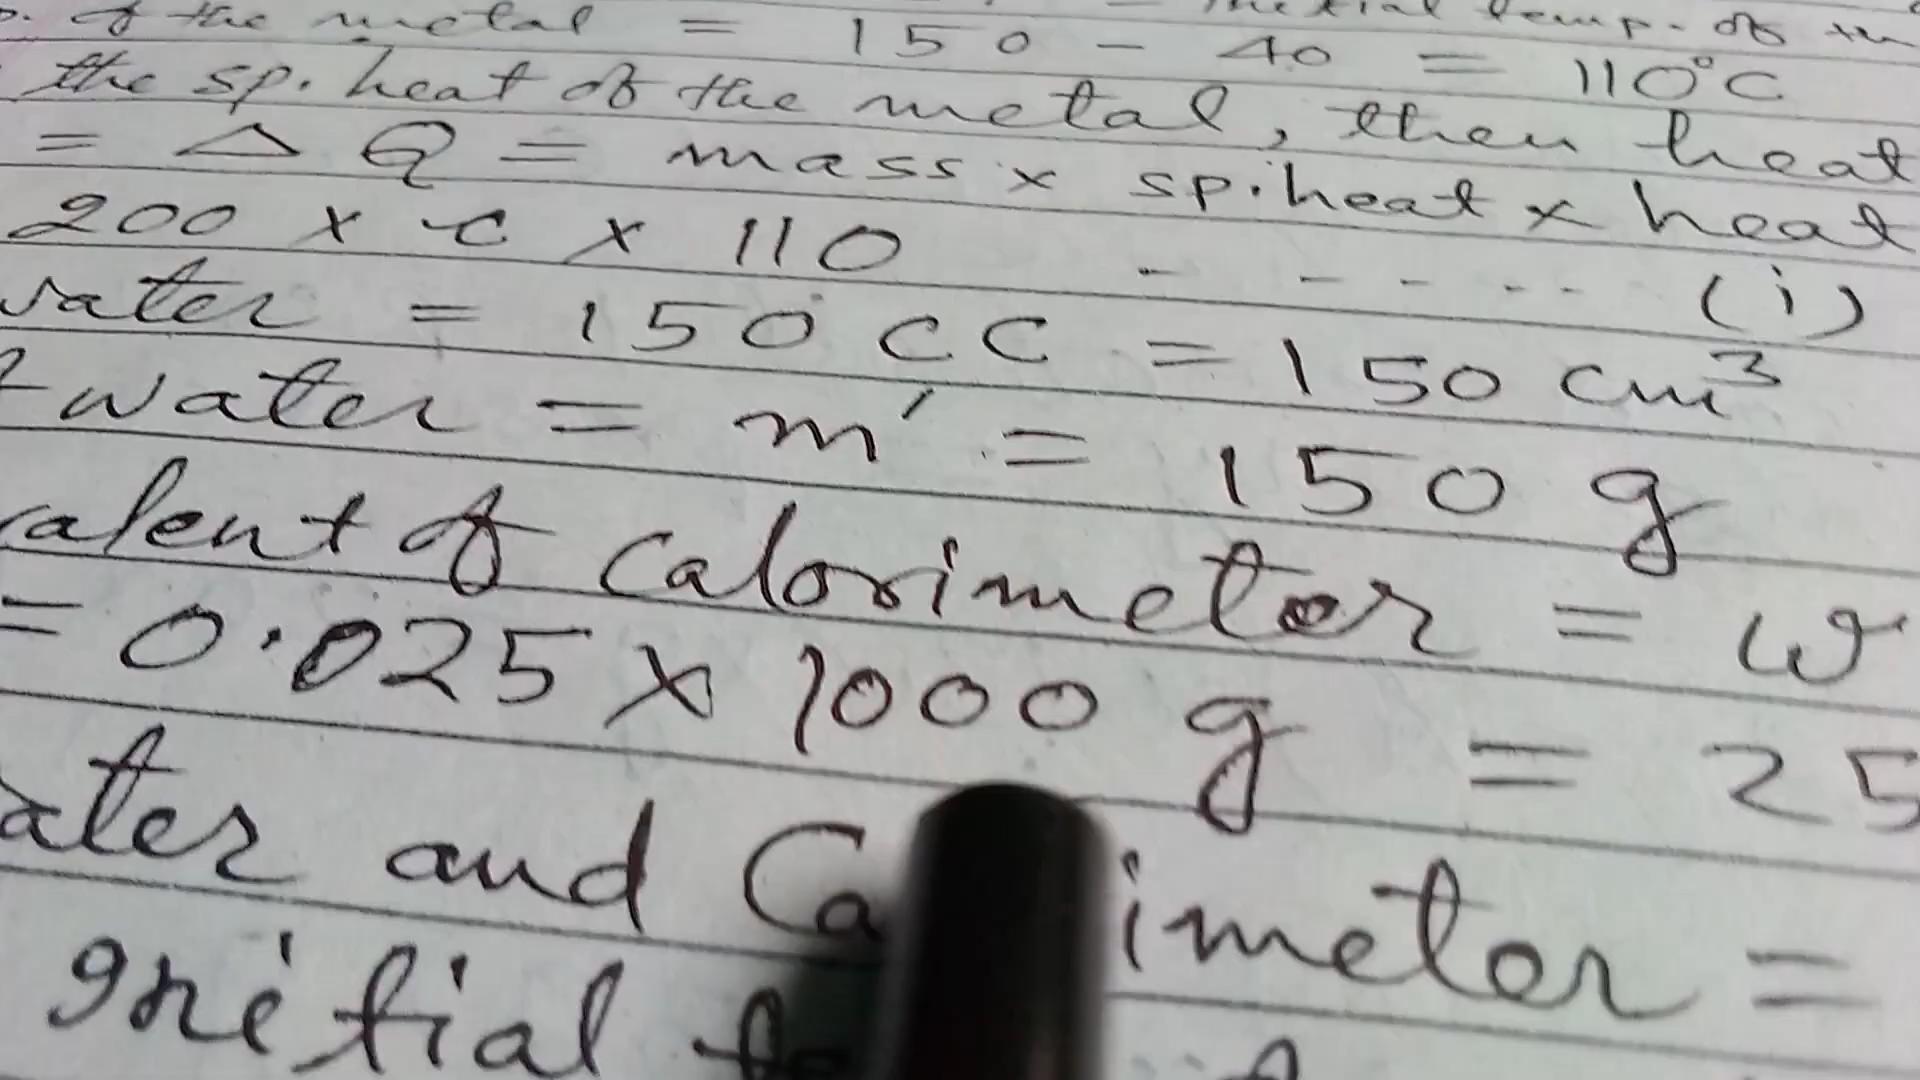 of the metal = 150 - 40 = 110°C
the sp. heat of the metal, then heat
= △ Q = mass × sp. heat × heat
200 × c × 110 - - - .. -- (i)
water = 150 CC = 150 cm³
water = m' = 150 g
alent of calorimeter = w
= 0.025 × 1000 g = 25
ater and Ca imeter =
initial